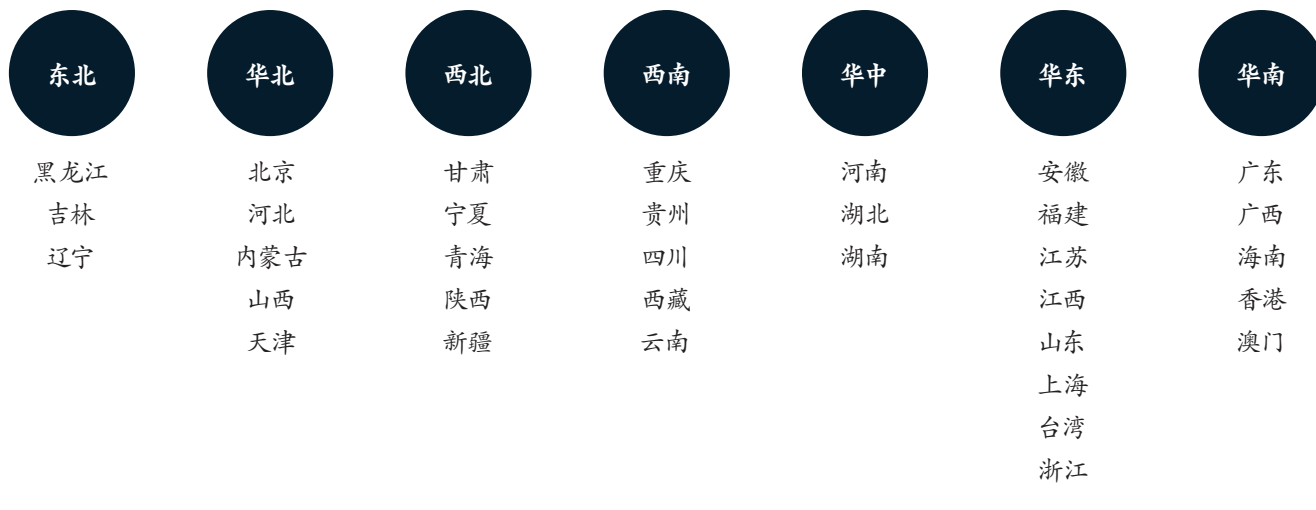 东北
黑龙江
吉林
辽宁
华北
北京
河北
内蒙古
山西
天津
西北
甘肃
宁夏
青海
陕西
新疆
西南
重庆
贵州
四川
西藏
云南
华中
河南
湖北
湖南
华东
安徽
福建
江苏
江西
山东
上海
台湾
浙江
华南
广东
广西
海南
香港
澳门